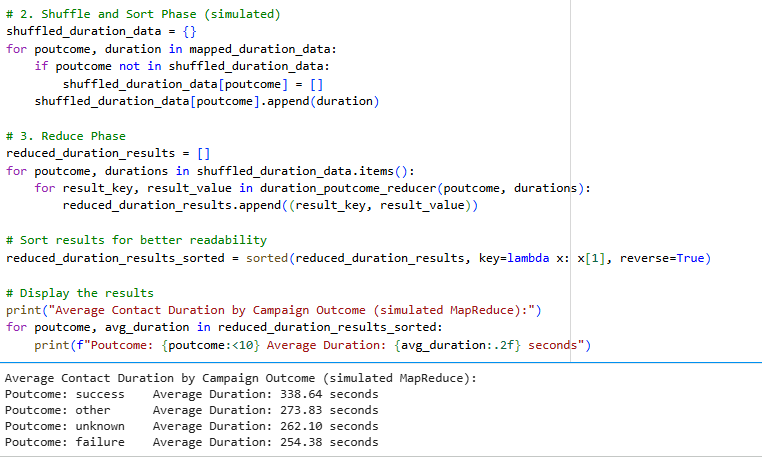 # 2. Shuffle and Sort Phase (simulated)
shuffled_duration_data = {}
for poutcome, duration in mapped_duration_data:
    if poutcome not in shuffled_duration_data:
        shuffled_duration_data[poutcome] = []
    shuffled_duration_data[poutcome].append(duration)

# 3. Reduce Phase
reduced_duration_results = []
for poutcome, durations in shuffled_duration_data.items():
    for result_key, result_value in duration_poutcome_reducer(poutcome, durations):
        reduced_duration_results.append((result_key, result_value))

# Sort results for better readability
reduced_duration_results_sorted = sorted(reduced_duration_results, key=lambda x: x[1], reverse=True)

# Display the results
print("Average Contact Duration by Campaign Outcome (simulated MapReduce):")
for poutcome, avg_duration in reduced_duration_results_sorted:
    print(f"Poutcome: {poutcome:<10} Average Duration: {avg_duration:.2f} seconds")

Average Contact Duration by Campaign Outcome (simulated MapReduce):
Poutcome: success    Average Duration: 338.64 seconds
Poutcome: other      Average Duration: 273.83 seconds
Poutcome: unknown    Average Duration: 262.10 seconds
Poutcome: failure    Average Duration: 254.38 seconds